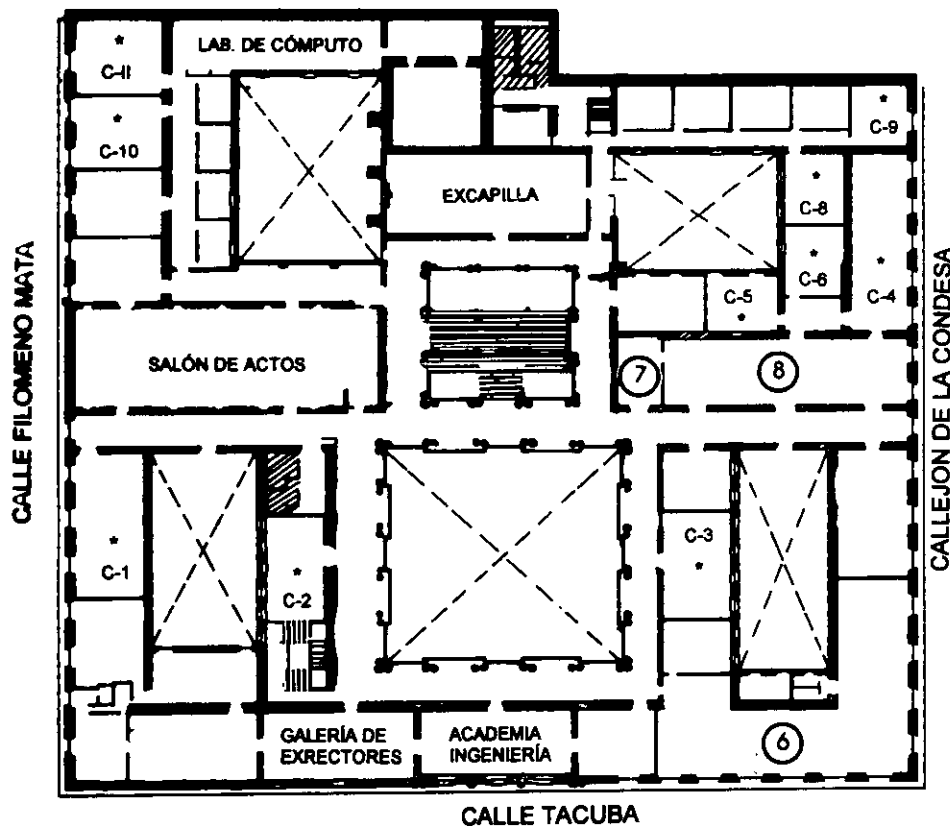 LAB. DE CÓMPUTO
C-11
C-9
C-10
EXCAPILLA
C-8
C-6
C-5
C-4
CALLE FILOMENO MATA
SALÓN DE ACTOS
7
8
CALLEJON DE LA CONDESA
C-3
C-1
C-2
GALERÍA DE
EXRECTORES
ACADEMIA
INGENIERÍA
6
CALLE TACUBA